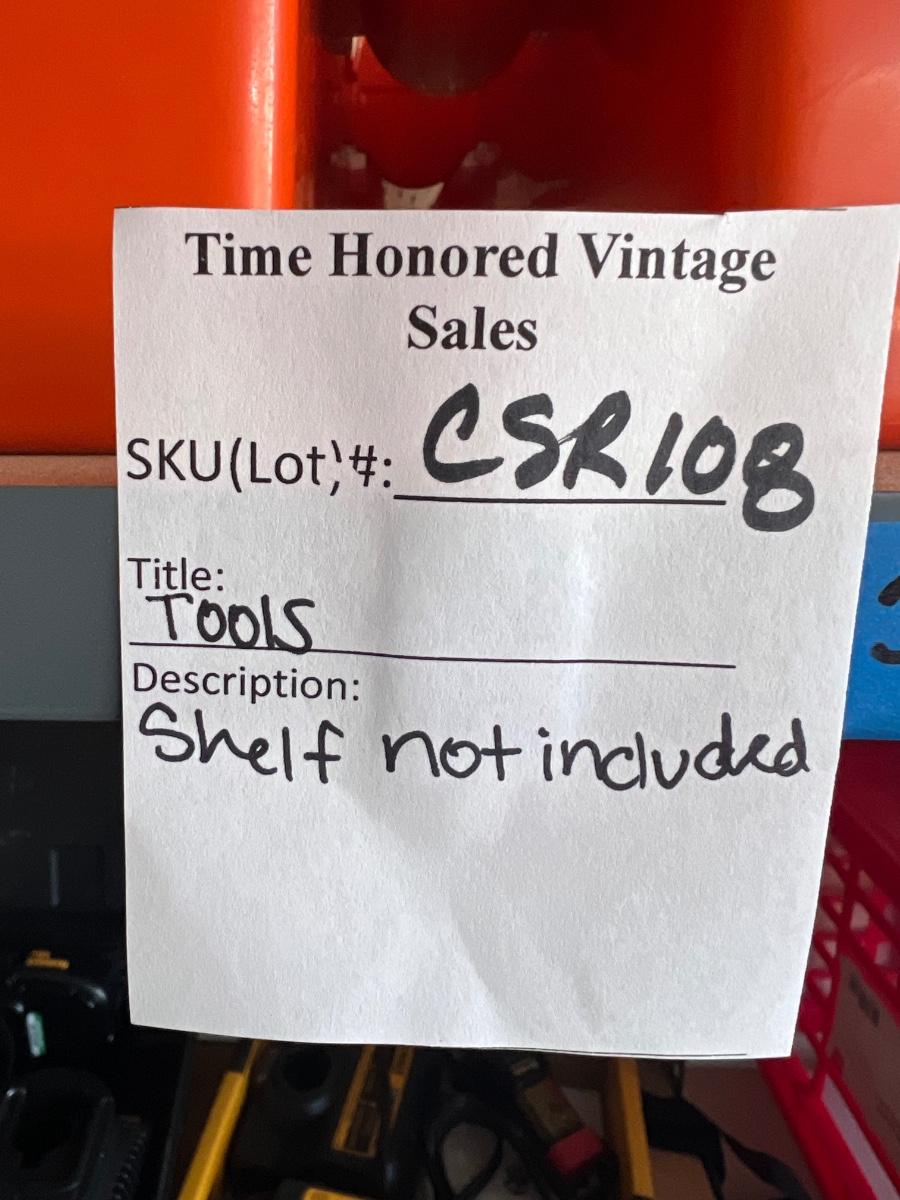 Time Honored Vintage
Sales
SKU(Lot)#: CSR108
Title:
Tools
Description:
Shelf not included